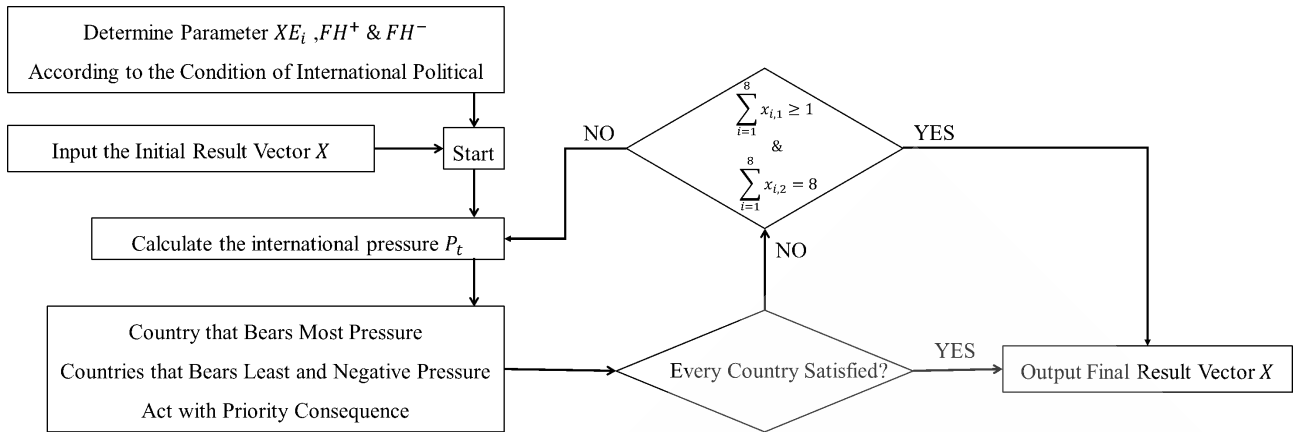 Determine Parameter XE_i ,FH^+ & FH^−
According to the Condition of International Political
Input the Initial Result Vector X
Start
Calculate the international pressure P_t
Country that Bears Most Pressure
Countries that Bears Least and Negative Pressure
Act with Priority Consequence
Every Country Satisfied?
NO
YES
∑_{i=1}^{8} x_{i,1} ≥ 1
&
∑_{i=1}^{8} x_{i,2} = 8
NO
YES
Output Final Result Vector X